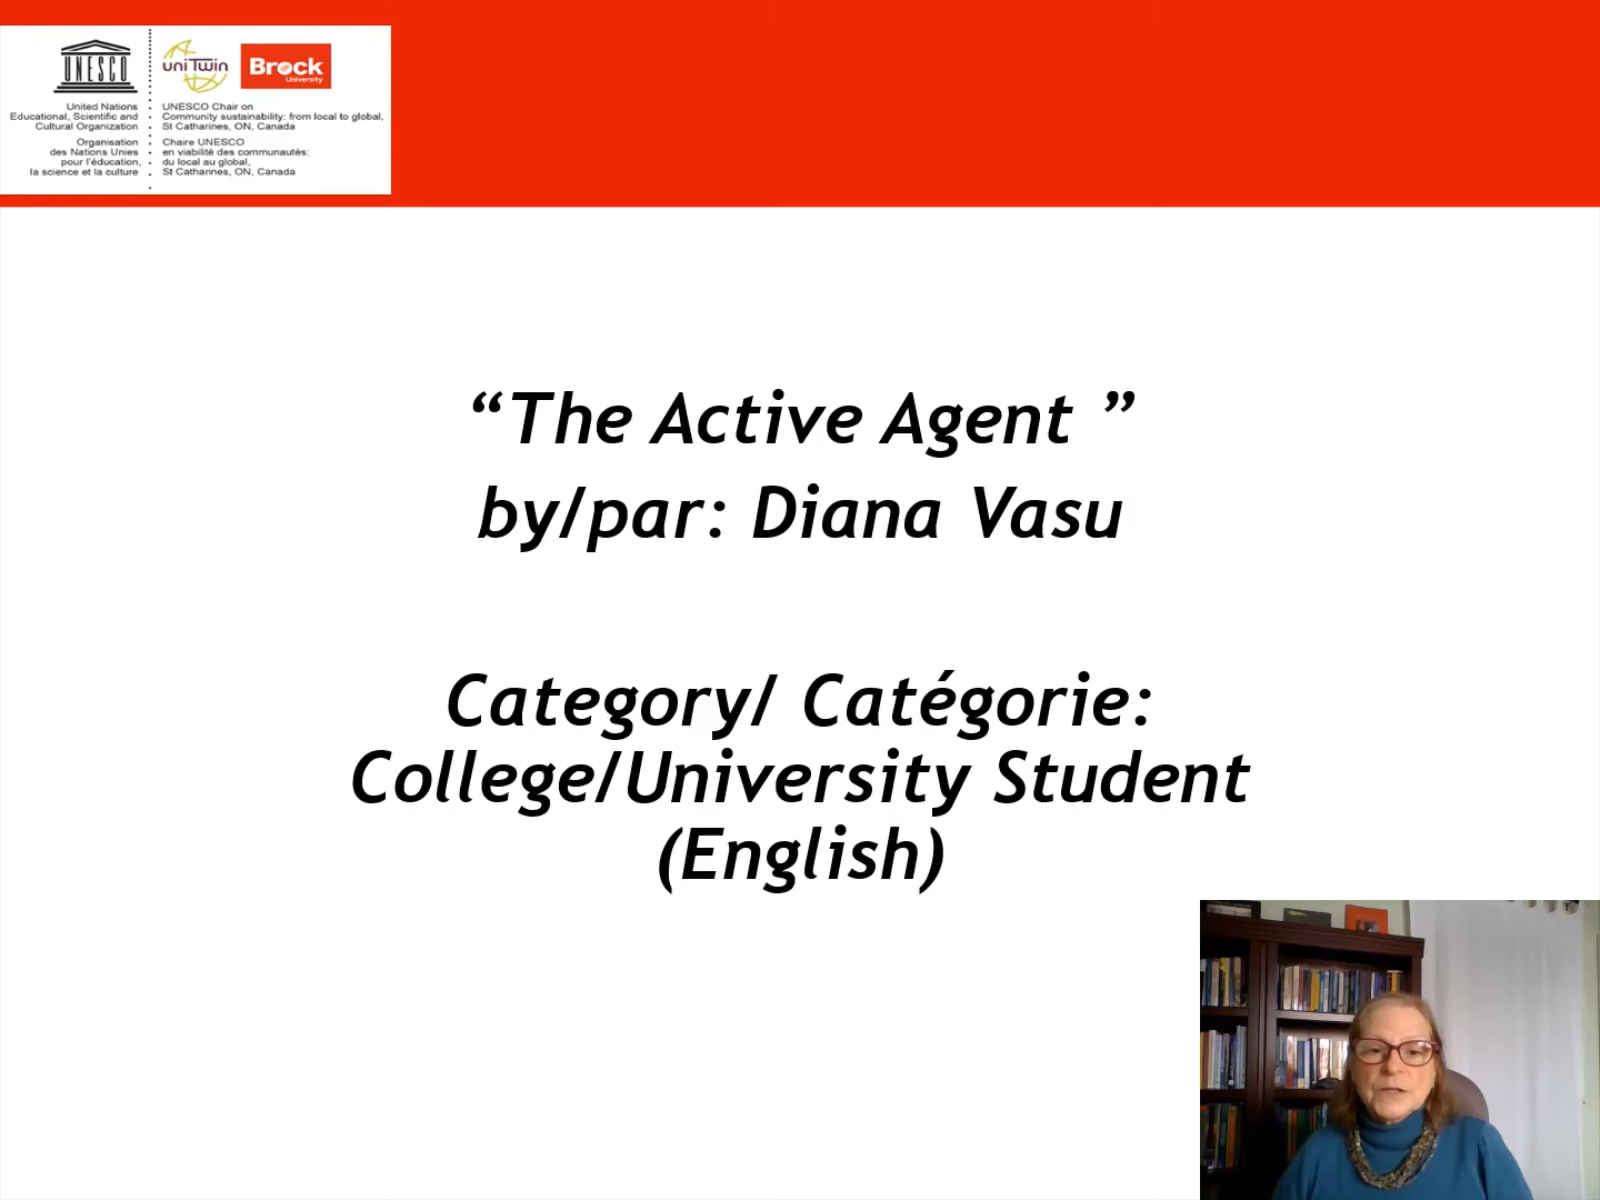 UNESCO
uniTwin
Brock
University
United Nations
Educational, Scientific and
Cultural Organization
Organisation
des Nations Unies
pour l'éducation,
la science et la culture
UNESCO Chair on
Community sustainability: from local to global,
St Catharines, ON, Canada
Chaire UNESCO
en viabilité des communautés:
du local au global,
St Catharines, ON, Canada
“The Active Agent ”
by/par: Diana Vasu
Category/ Catégorie:
College/University Student
(English)